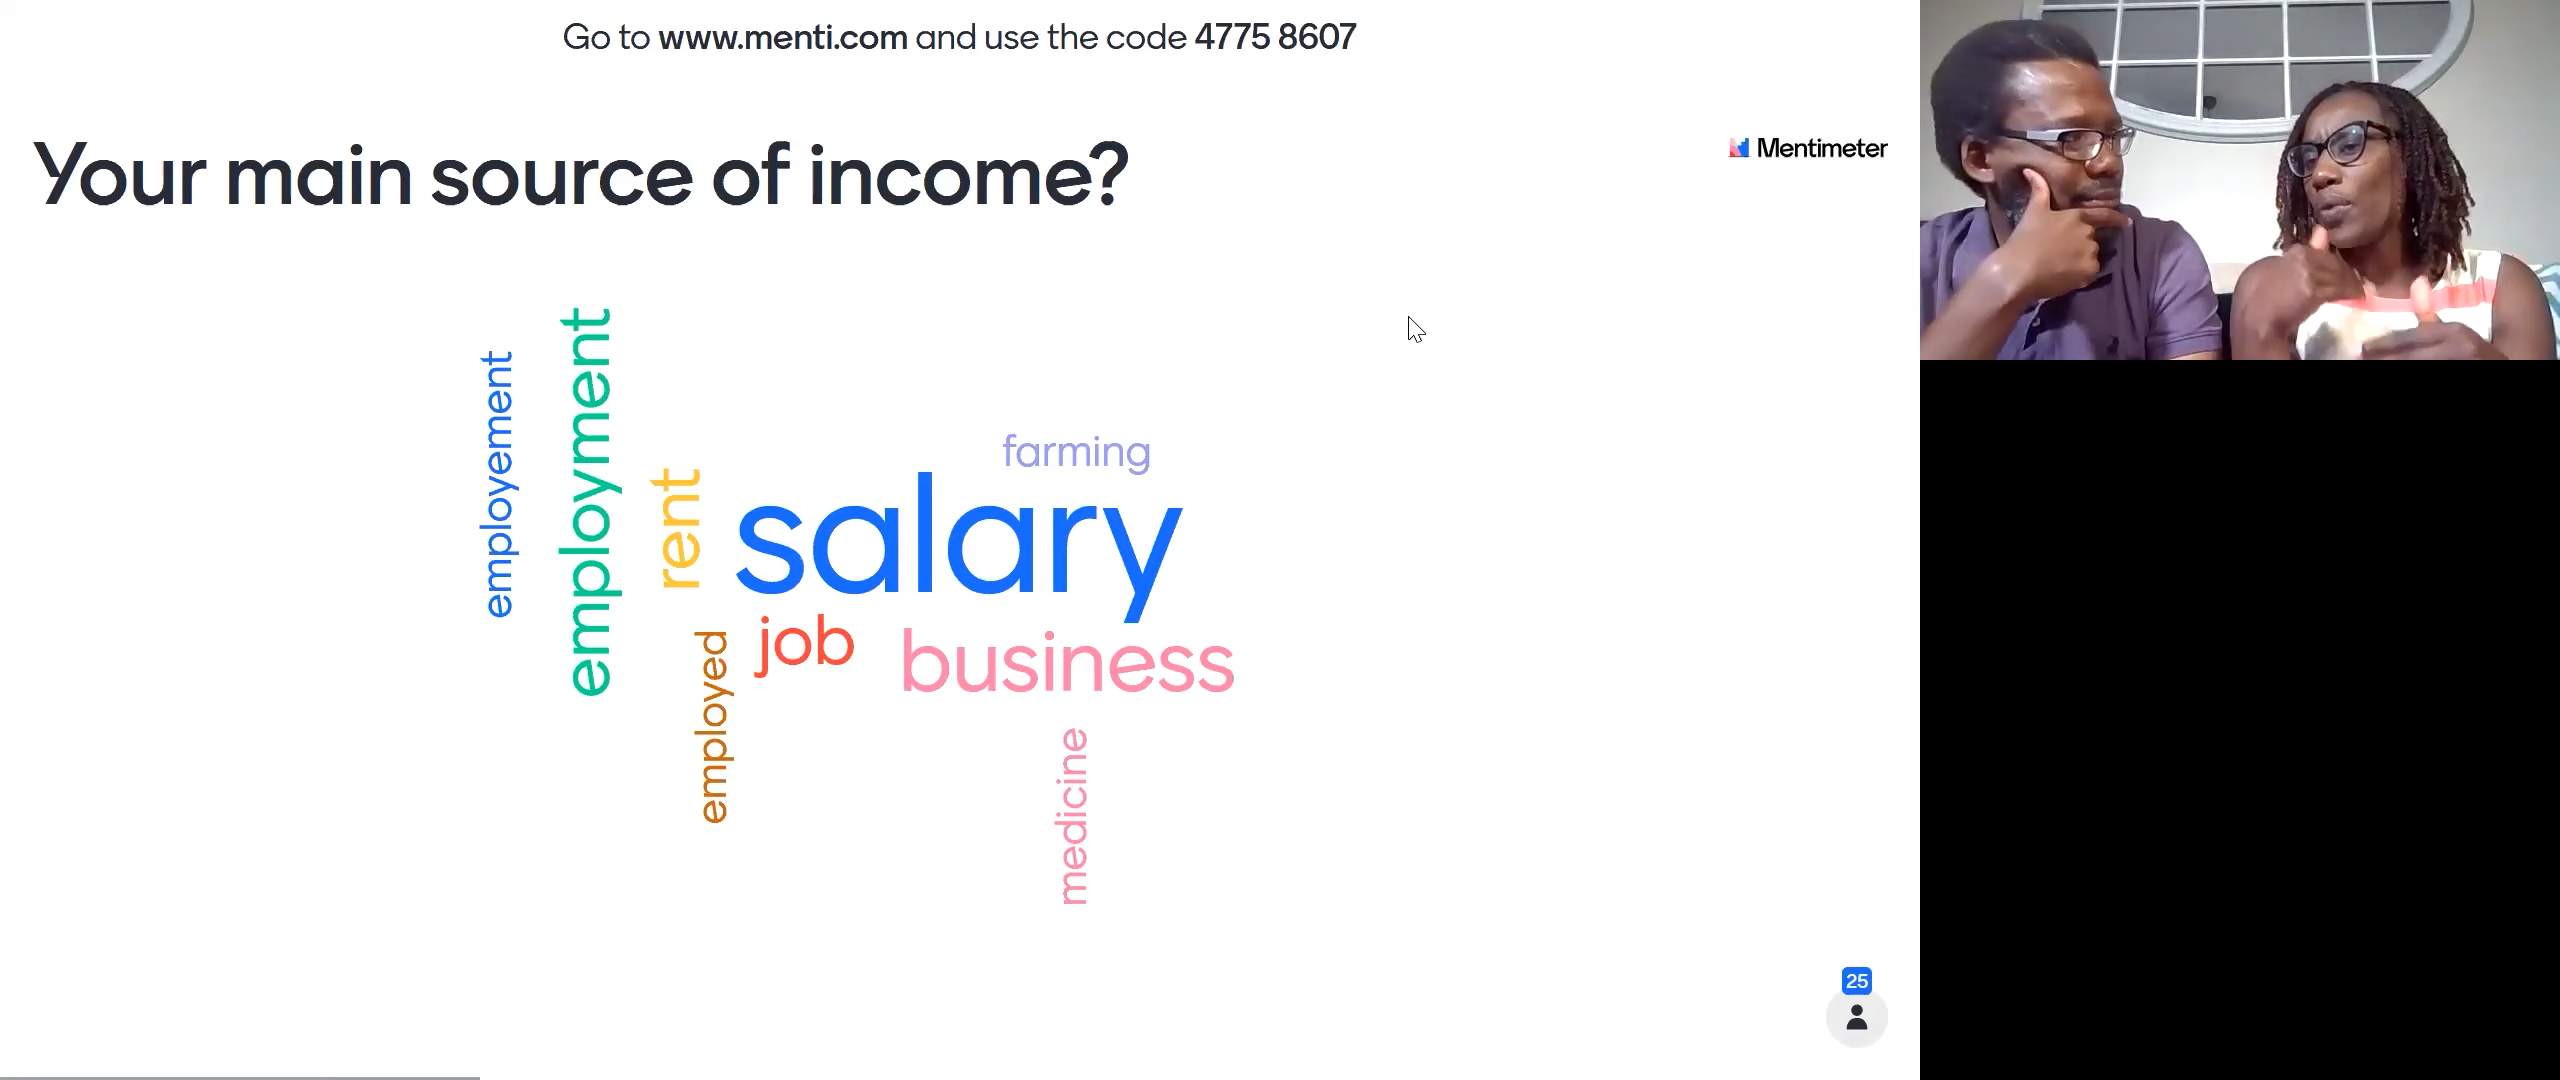 Go to www.menti.com and use the code 4775 8607
Your main source of income?
Mentimeter
employement
employment
rent
farming
salary
job
business
employed
medicine
25